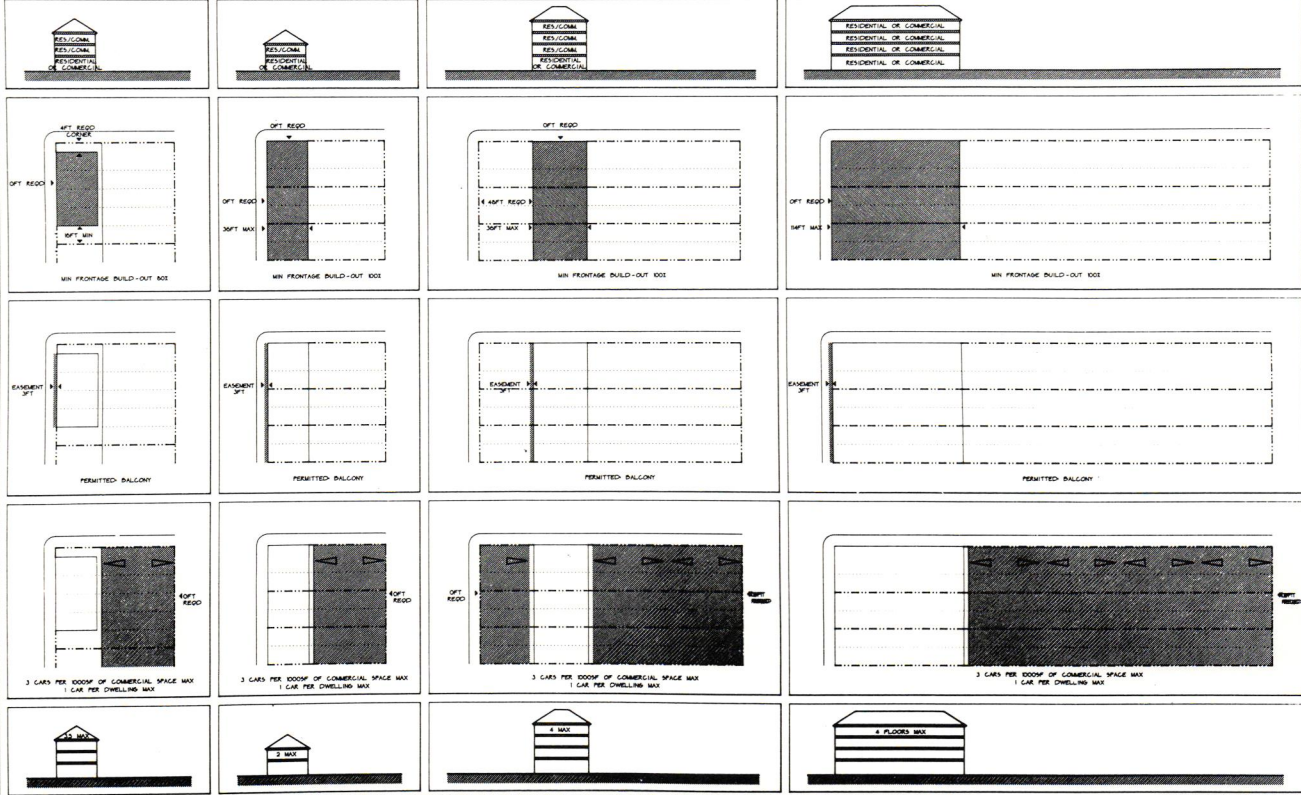 RES./COMM.
RES./COMM.
RESIDENTIAL
OR COMMERCIAL
RES./COMM.
RESIDENTIAL
OR COMMERCIAL
RES./COMM.
RES./COMM.
RES./COMM.
RESIDENTIAL
OR COMMERCIAL
RESIDENTIAL OR COMMERCIAL
RESIDENTIAL OR COMMERCIAL
RESIDENTIAL OR COMMERCIAL
RESIDENTIAL OR COMMERCIAL
4FT REQD
CORNER
0FT REQD
16FT MIN
MIN FRONTAGE BUILD-OUT 80%
0FT REQD
0FT REQD
36FT MAX
MIN FRONTAGE BUILD-OUT 100%
0FT REQD
48FT REQD
36FT MAX
MIN FRONTAGE BUILD-OUT 100%
0FT REQD
114FT MAX
MIN FRONTAGE BUILD-OUT 100%
EASEMENT
3FT
PERMITTED BALCONY
EASEMENT
3FT
PERMITTED BALCONY
EASEMENT
3FT
PERMITTED BALCONY
EASEMENT
3FT
PERMITTED BALCONY
0FT
REQD
3 CARS PER 1000SF OF COMMERCIAL SPACE MAX
1 CAR PER DWELLING MAX
0FT
REQD
3 CARS PER 1000SF OF COMMERCIAL SPACE MAX
1 CAR PER DWELLING MAX
0FT
REQD
3 CARS PER 1000SF OF COMMERCIAL SPACE MAX
1 CAR PER DWELLING MAX
3 CARS PER 1000SF OF COMMERCIAL SPACE MAX
1 CAR PER DWELLING MAX
3.5 MAX
2 MAX
4 MAX
4 FLOORS MAX